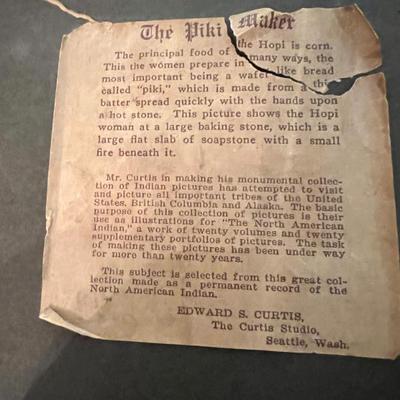 The Piki Maker
The principal food of the Hopi is corn.
This the women prepare in many ways, the
most important being a wafer-like bread
called "piki," which is made from a thin
batter spread quickly with the hands upon
a hot stone. This picture shows the Hopi
woman at a large baking stone, which is a
large flat slab of soapstone with a small
fire beneath it.
Mr. Curtis in making his monumental collec-
tion of Indian pictures has attempted to visit
and picture all important tribes of the United
States, British Columbia and Alaska. The basic
purpose of this collection of pictures is their
use as illustrations for "The North American
Indian," a work of twenty volumes and twenty
supplementary portfolios of pictures. The task
of making these pictures has been under way
for more than twenty years.
This subject is selected from this great col-
lection made as a permanent record of the
North American Indian.
EDWARD S. CURTIS,
The Curtis Studio,
Seattle, Wash.